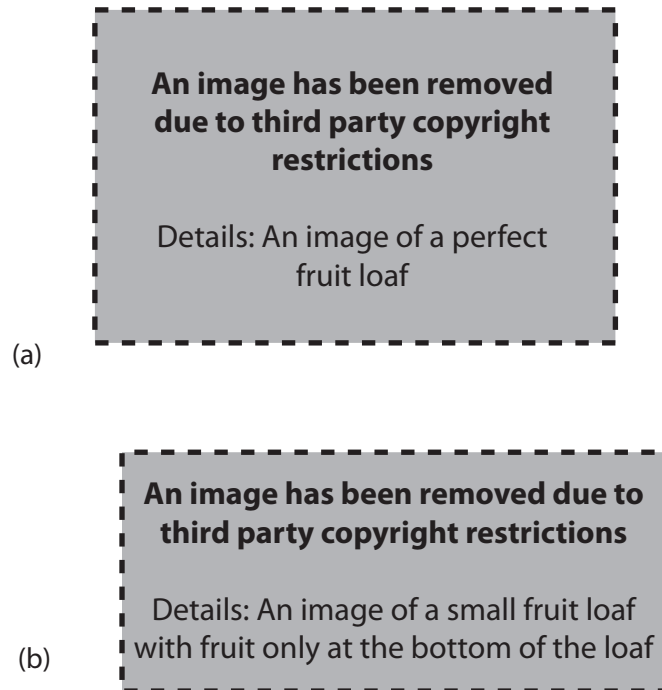 An image has been removed
due to third party copyright
restrictions
Details: An image of a perfect
fruit loaf
(a)
An image has been removed due to
third party copyright restrictions
Details: An image of a small fruit loaf
with fruit only at the bottom of the loaf
(b)